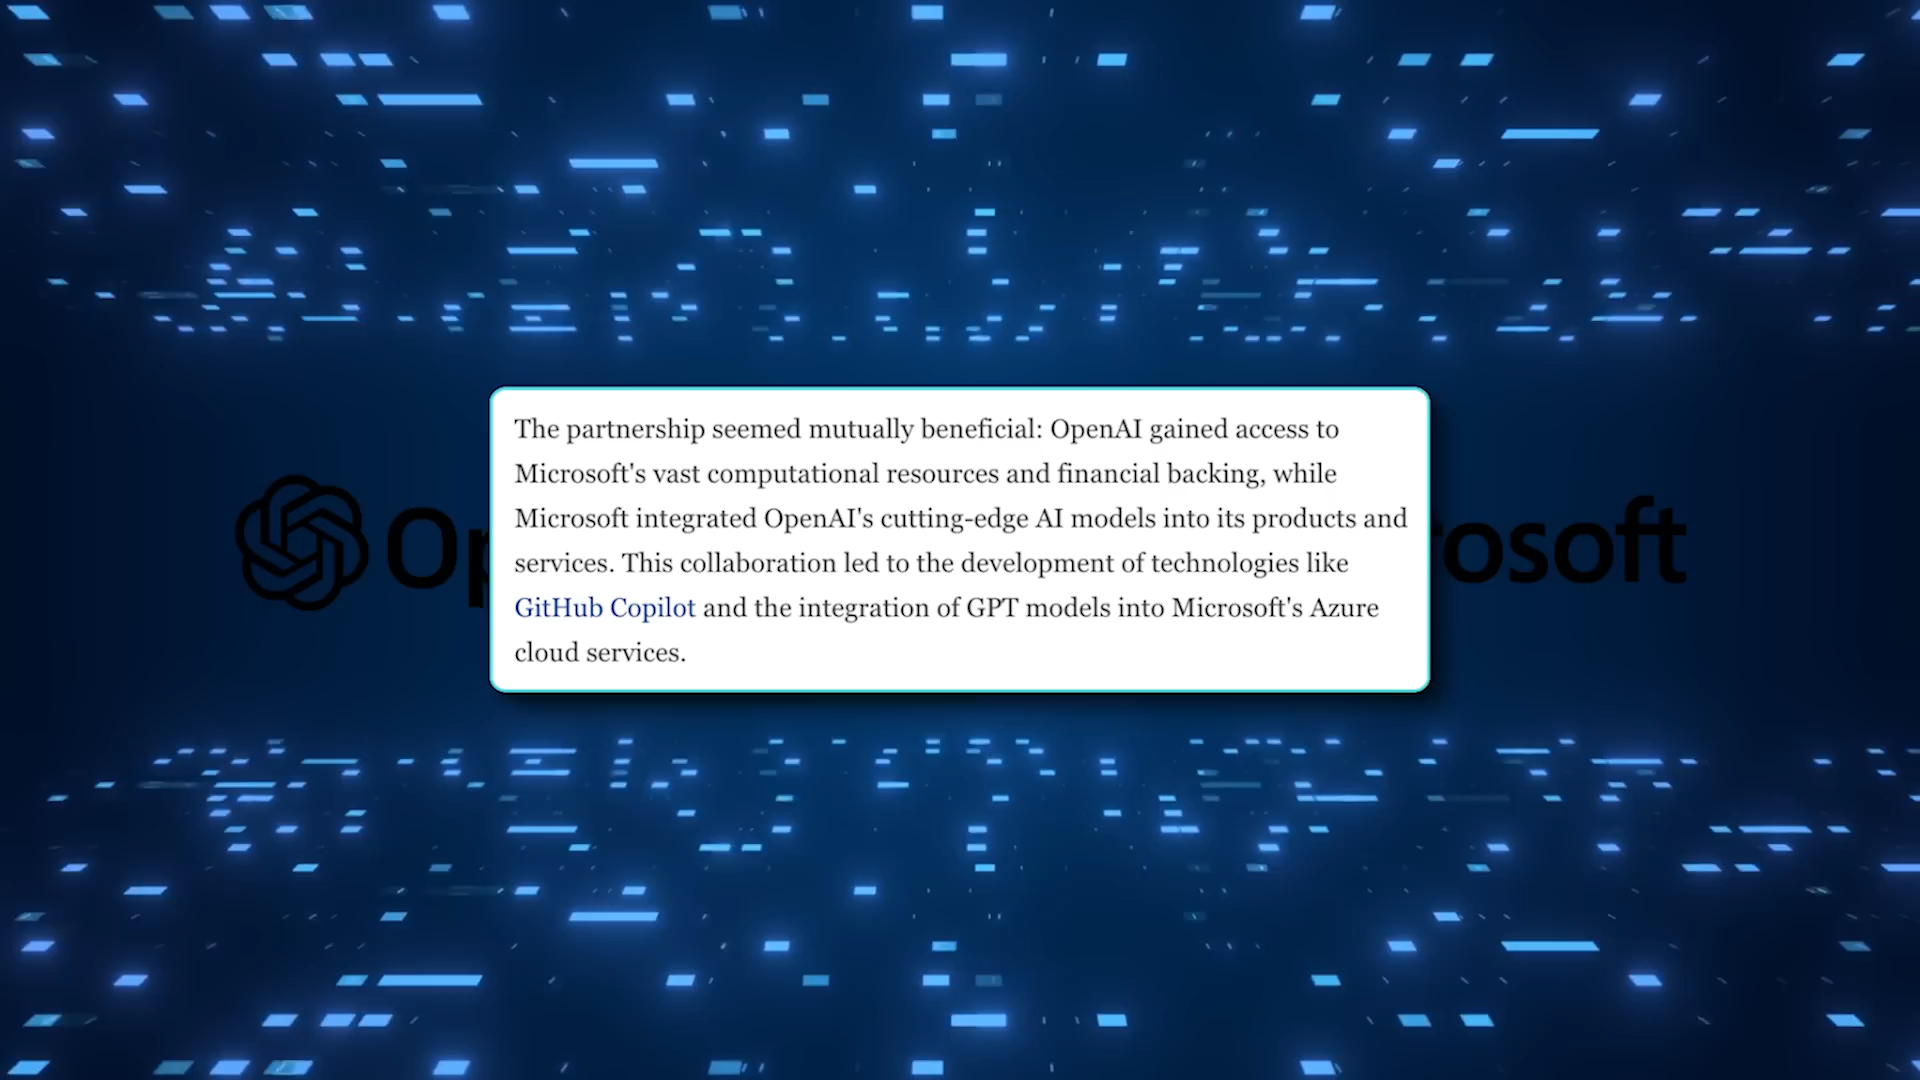 The partnership seemed mutually beneficial: OpenAI gained access to
Microsoft's vast computational resources and financial backing, while
Microsoft integrated OpenAI's cutting-edge AI models into its products and
services. This collaboration led to the development of technologies like
GitHub Copilot and the integration of GPT models into Microsoft's Azure
cloud services.
Op
rosoft